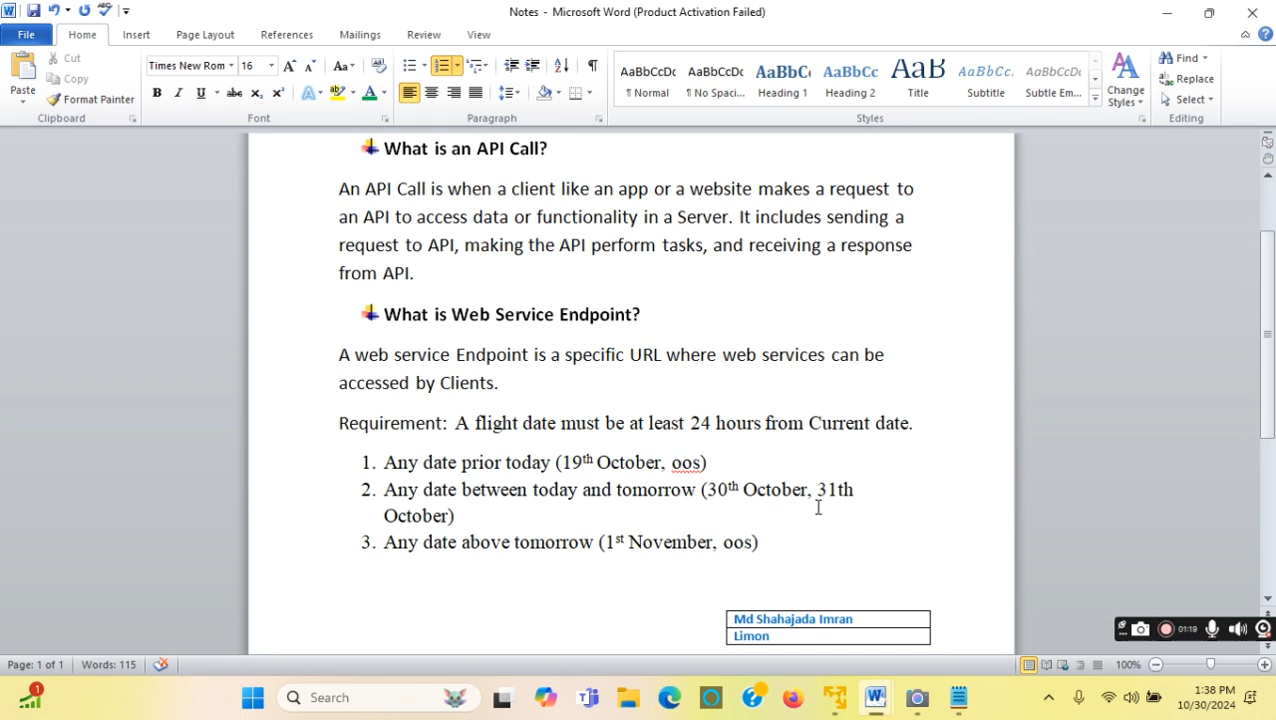 Notes - Microsoft Word (Product Activation Failed)
File Home Insert Page Layout References Mailings Review View
Paste
Cut
Copy
Format Painter
Clipboard
Times New Rom 16
Font
Paragraph
AaBbCcDc AaBbCcDc AaBbC AaBbCc AaB AaBbCc. AaBbCcDc
¶ Normal ¶ No Spaci... Heading 1 Heading 2 Title Subtitle Subtle Em...
Change
Styles
Styles
Find
Replace
Select
Editing
What is an API Call?
An API Call is when a client like an app or a website makes a request to
an API to access data or functionality in a Server. It includes sending a
request to API, making the API perform tasks, and receiving a response
from API.
What is Web Service Endpoint?
A web service Endpoint is a specific URL where web services can be
accessed by Clients.
Requirement: A flight date must be at least 24 hours from Current date.
1. Any date prior today (19th October, oos)
2. Any date between today and tomorrow (30th October, 31th
October)
3. Any date above tomorrow (1st November, oos)
Md Shahajada Imran
Limon
01:19
Page: 1 of 1 Words: 115
100%
1
Search
1:38 PM
10/30/2024